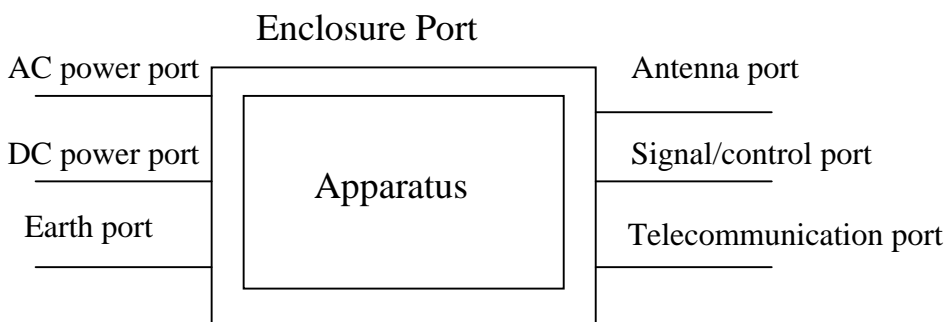 Enclosure Port
AC power port
Antenna port
DC power port
Signal/control port
Apparatus
Earth port
Telecommunication port